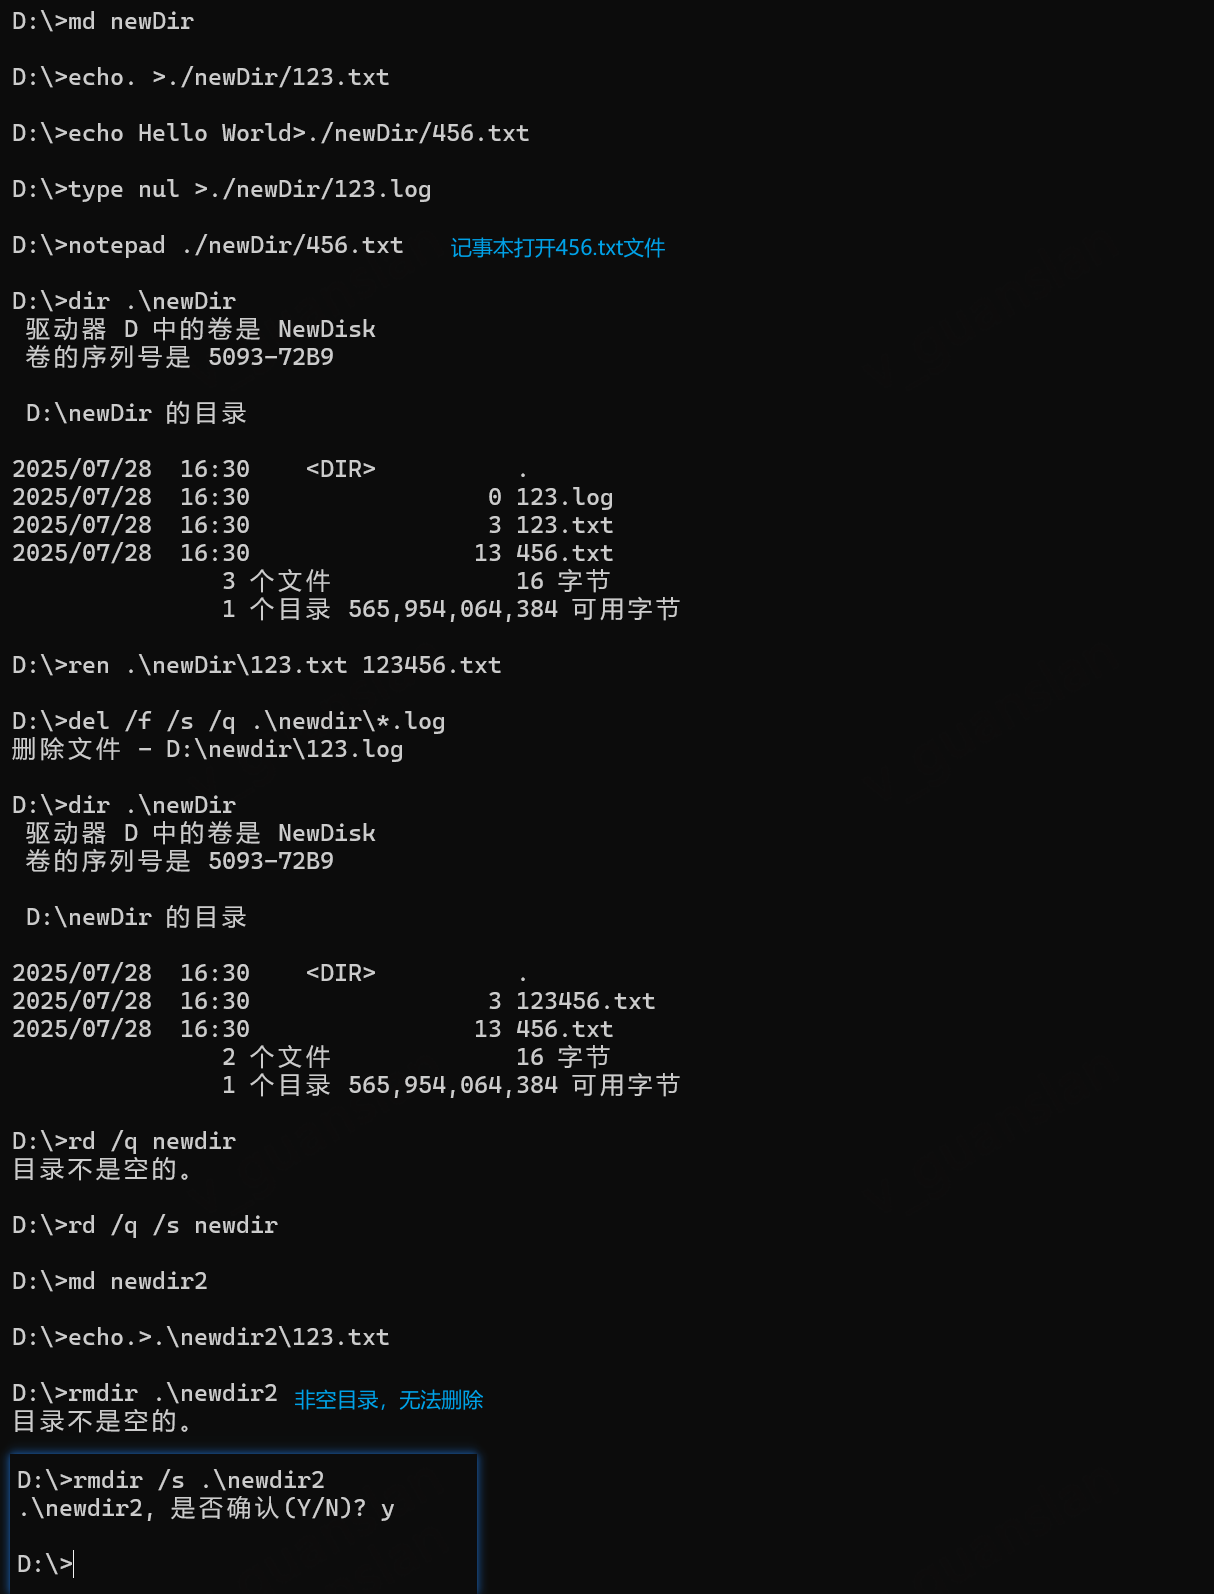 D:\>md newDir
D:\>echo. >./newDir/123.txt
D:\>echo Hello World>./newDir/456.txt
D:\>type nul >./newDir/123.log
D:\>notepad ./newDir/456.txt 记事本打开456.txt文件
D:\>dir .\newDir
驱动器 D 中的卷是 NewDisk
卷的序列号是 5093-72B9
D:\newDir 的目录
2025/07/28  16:30    <DIR>          .
2025/07/28  16:30                 0 123.log
2025/07/28  16:30                 3 123.txt
2025/07/28  16:30                13 456.txt
3 个文件             16 字节
1 个目录 565,954,064,384 可用字节
D:\>ren .\newDir\123.txt 123456.txt
D:\>del /f /s /q .\newdir\*.log
删除文件 - D:\newdir\123.log
D:\>dir .\newDir
驱动器 D 中的卷是 NewDisk
卷的序列号是 5093-72B9
D:\newDir 的目录
2025/07/28  16:30    <DIR>          .
2025/07/28  16:30                 3 123456.txt
2025/07/28  16:30                13 456.txt
2 个文件             16 字节
1 个目录 565,954,064,384 可用字节
D:\>rd /q newdir
目录不是空的。
D:\>rd /q /s newdir
D:\>md newdir2
D:\>echo.>.\newdir2\123.txt
D:\>rmdir .\newdir2 非空目录，无法删除
目录不是空的。
D:\>rmdir /s .\newdir2
.\newdir2, 是否确认(Y/N)? y
D:\>